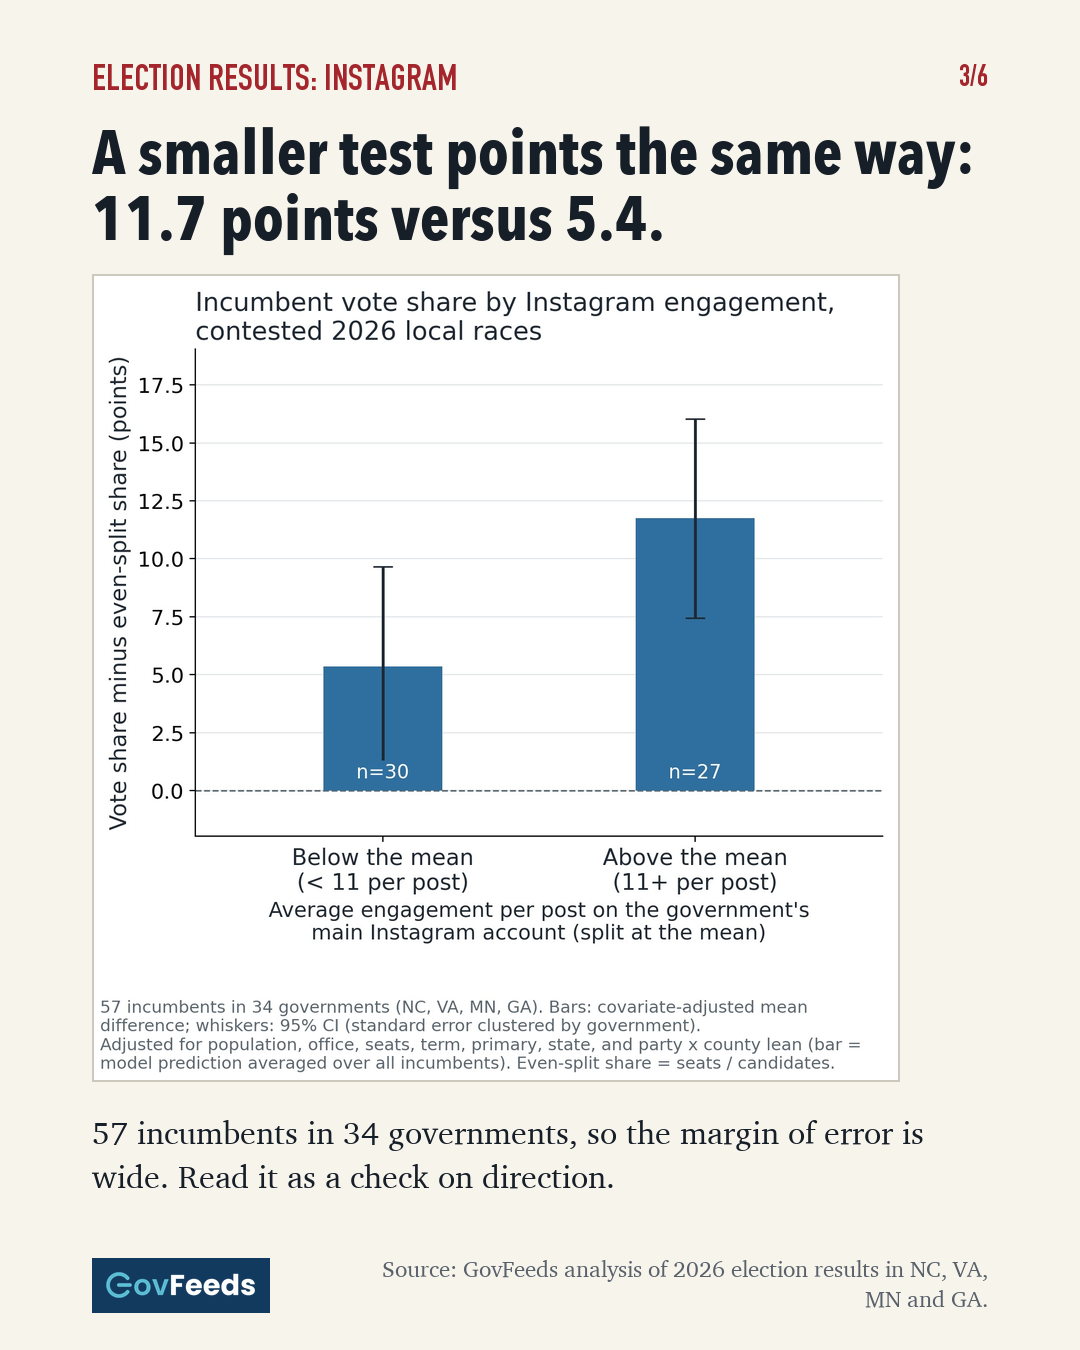 ELECTION RESULTS: INSTAGRAM
3/6
A smaller test points the same way:
11.7 points versus 5.4.
Incumbent vote share by Instagram engagement,
contested 2026 local races
Vote share minus even-split share (points)
17.5
15.0
12.5
10.0
7.5
5.0
2.5
0.0
n=30
n=27
Below the mean
(< 11 per post)
Above the mean
(11+ per post)
Average engagement per post on the government's
main Instagram account (split at the mean)
57 incumbents in 34 governments (NC, VA, MN, GA). Bars: covariate-adjusted mean
difference; whiskers: 95% CI (standard error clustered by government).
Adjusted for population, office, seats, term, primary, state, and party x county lean (bar =
model prediction averaged over all incumbents). Even-split share = seats / candidates.
57 incumbents in 34 governments, so the margin of error is
wide. Read it as a check on direction.
GovFeeds
Source: GovFeeds analysis of 2026 election results in NC, VA,
MN and GA.